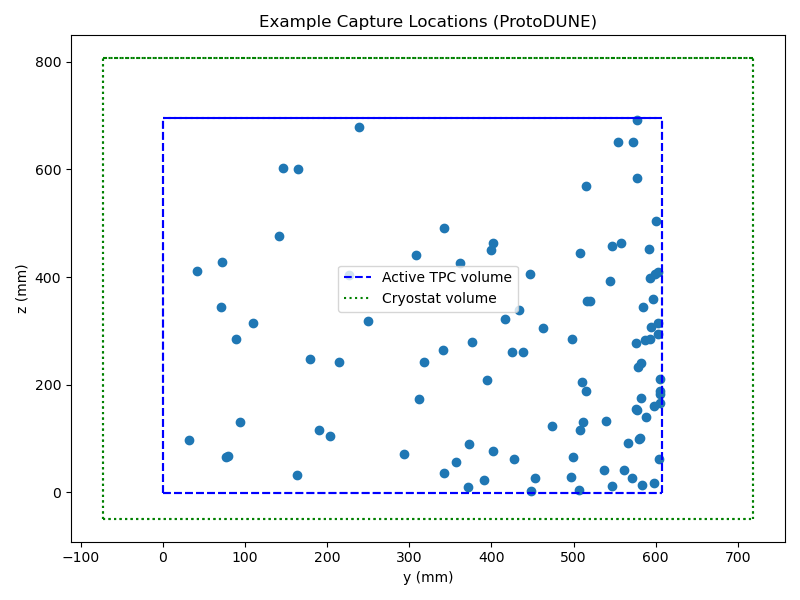 Example Capture Locations (ProtoDUNE)
800
600
400
200
0
z (mm)
Active TPC volume
Cryostat volume
−100
0
100
200
300
400
500
600
700
y (mm)